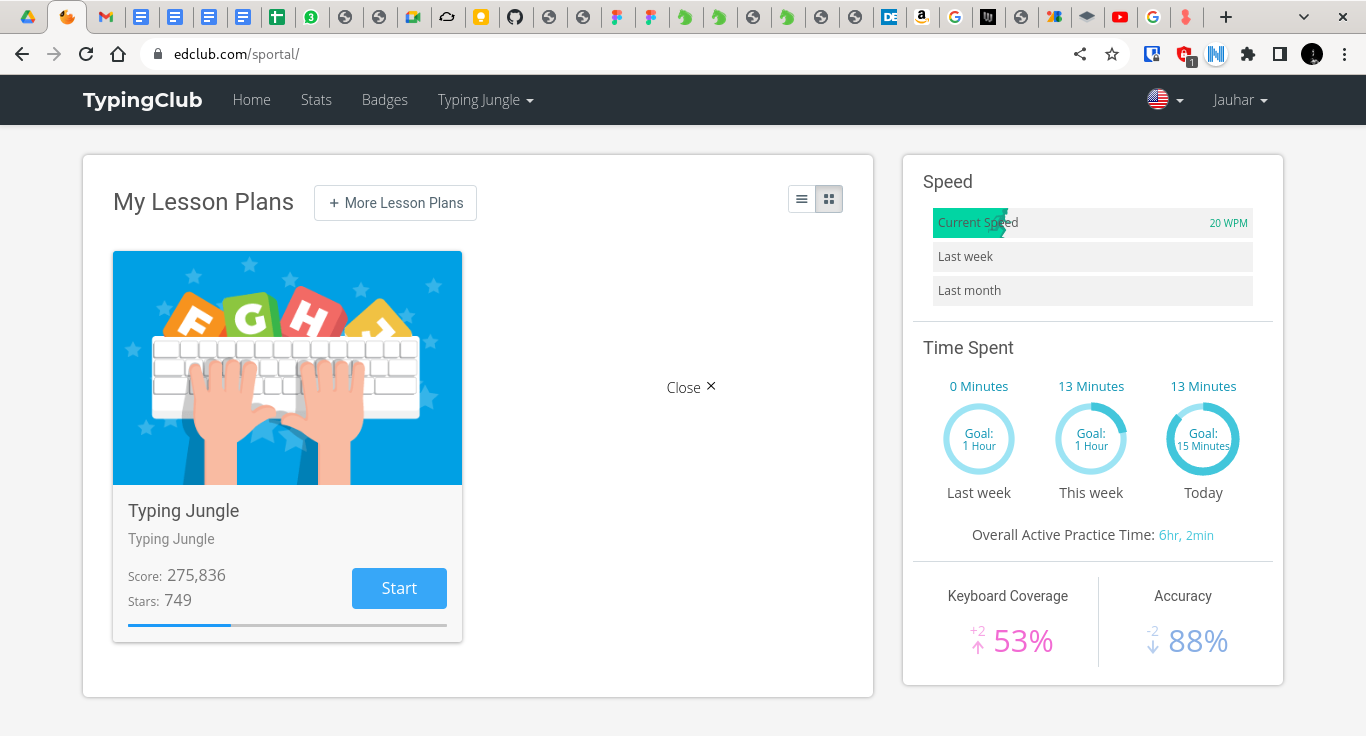 edclub.com/sportal/
1
TypingClub Home Stats Badges Typing Jungle Jauhar
My Lesson Plans + More Lesson Plans
F G H
Close ×
Typing Jungle
Typing Jungle
Score: 275,836
Stars: 749
Start
Speed
Current Speed 20 WPM
Last week
Last month
Time Spent
0 Minutes 13 Minutes 13 Minutes
Goal: Goal: Goal:
1 Hour 1 Hour 15 Minutes
Last week This week Today
Overall Active Practice Time: 6hr, 2min
Keyboard Coverage Accuracy
+2 53% -2 88%